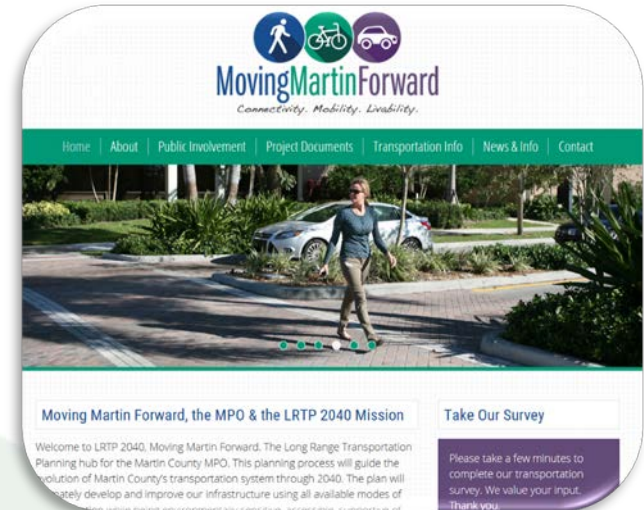 MovingMartinForward
Connectivity. Mobility. Livability.
Home About Public Involvement Project Documents Transportation Info News & Info Contact
Moving Martin Forward, the MPO & the LRTP 2040 Mission
Welcome to LRTP 2040, Moving Martin Forward. The Long Range Transportation
Planning hub for the Martin County MPO. This planning process will guide the
evolution of Martin County's transportation system through 2040. The plan will
develop and improve our infrastructure using all available modes of
Take Our Survey
Please take a few minutes to
complete our transportation
survey. We value your input.
Thank you.